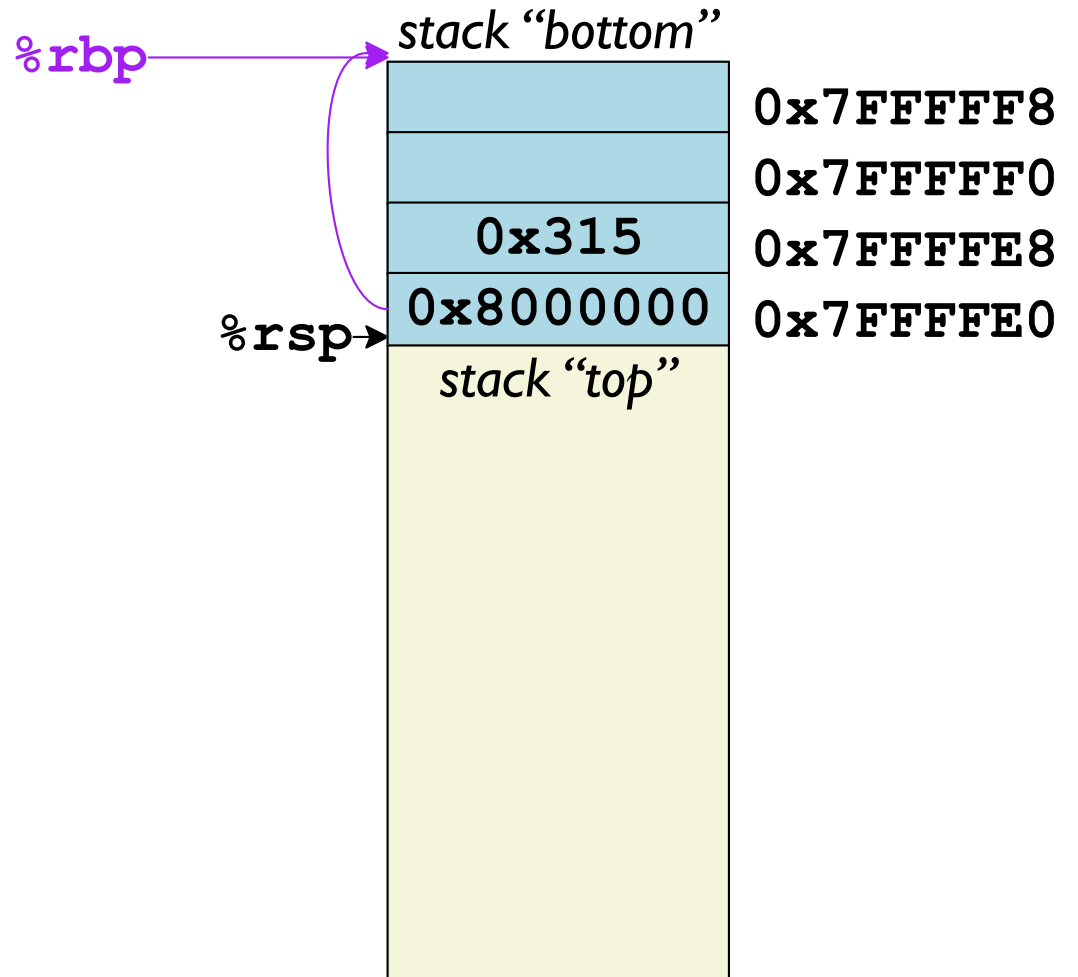 stack “bottom”
%rbp
0x7FFFFF8
0x7FFFFF0
0x315
0x7FFFFE8
0x8000000
0x7FFFFE0
%rsp
stack “top”